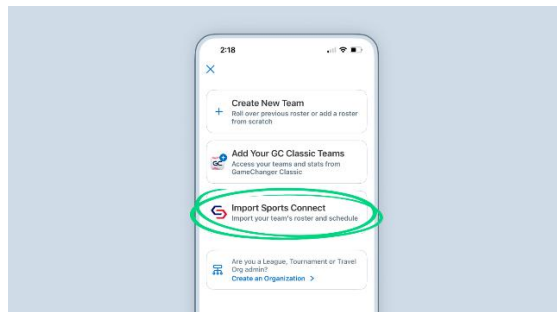 2:18
Create New Team
Roll over previous roster or add a roster
from scratch
GC
Add Your GC Classic Teams
Access your teams and stats from
GameChanger Classic
Import Sports Connect
Import your team's roster and schedule
Are you a League, Tournament or Travel
Org admin?
Create an Organization >